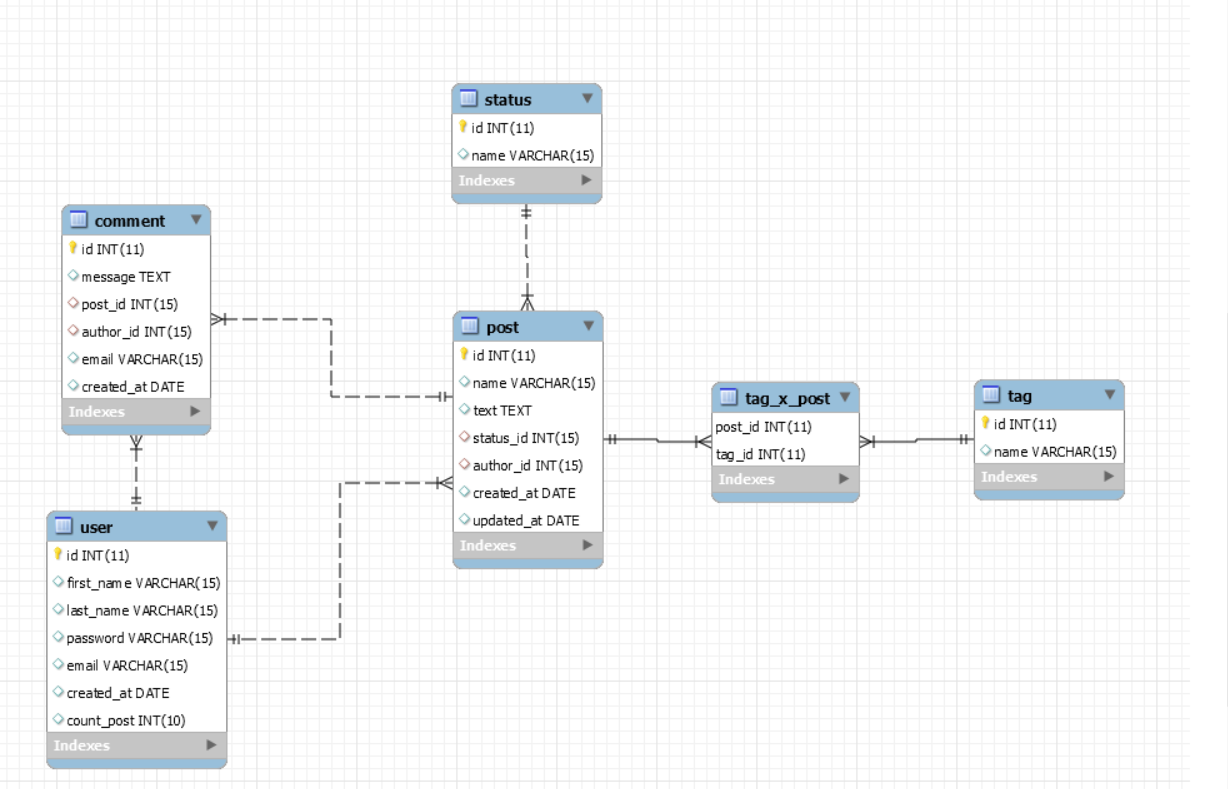 status
id INT(11)
name VARCHAR(15)
Indexes
comment
id INT(11)
message TEXT
post_id INT(15)
author_id INT(15)
email VARCHAR(15)
created_at DATE
Indexes
post
id INT(11)
name VARCHAR(15)
text TEXT
status_id INT(15)
author_id INT(15)
created_at DATE
updated_at DATE
Indexes
tag_x_post
post_id INT(11)
tag_id INT(11)
Indexes
tag
id INT(11)
name VARCHAR(15)
Indexes
user
id INT(11)
first_name VARCHAR(15)
last_name VARCHAR(15)
password VARCHAR(15)
email VARCHAR(15)
created_at DATE
count_post INT(10)
Indexes